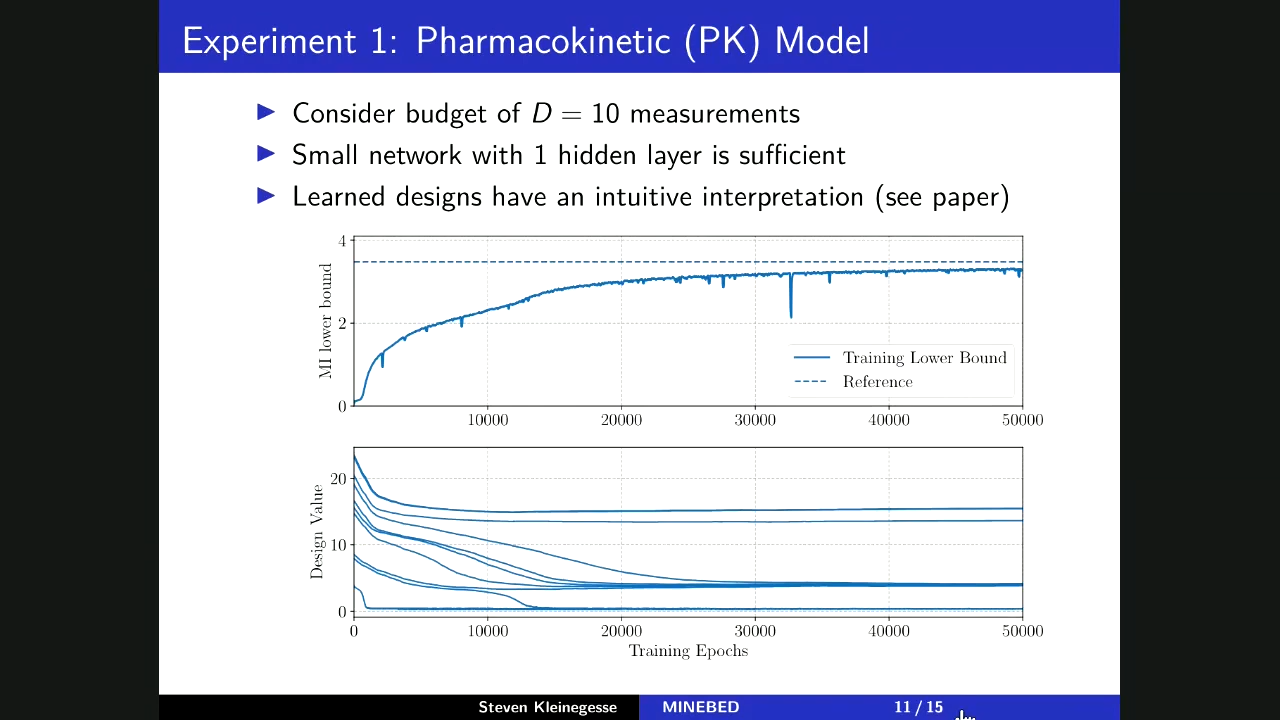 Experiment 1: Pharmacokinetic (PK) Model
▶ Consider budget of D = 10 measurements
▶ Small network with 1 hidden layer is sufficient
▶ Learned designs have an intuitive interpretation (see paper)
4
2
0
MI lower bound
Training Lower Bound
Reference
10000 20000 30000 40000 50000
20
10
0
Design Value
0 10000 20000 30000 40000 50000
Training Epochs
Steven Kleinegesse MINEBED 11 / 15